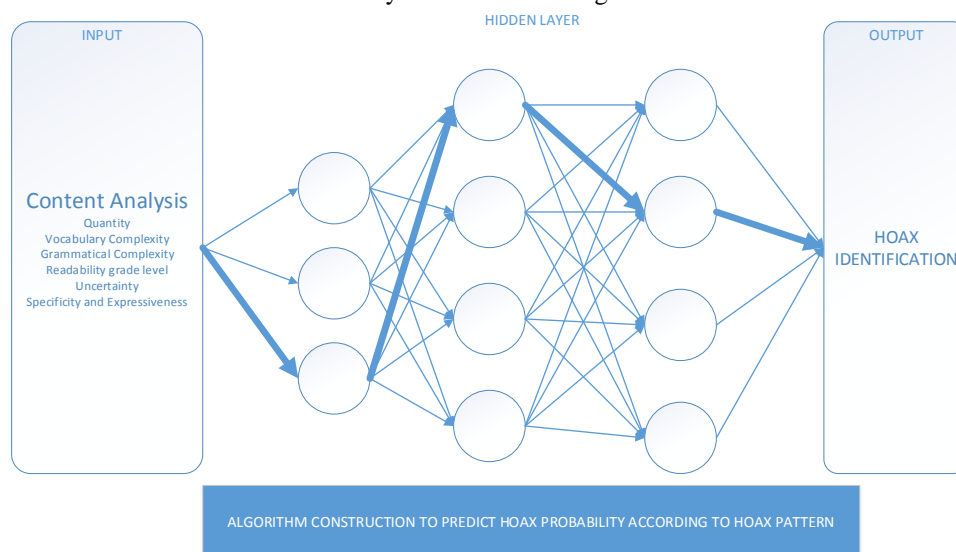 HIDDEN LAYER
INPUT
OUTPUT
Content Analysis
Quantity
Vocabulary Complexity
Grammatical Complexity
Readability grade level
Uncertainty
Specificity and Expressiveness
HOAX
IDENTIFICATION
ALGORITHM CONSTRUCTION TO PREDICT HOAX PROBABILITY ACCORDING TO HOAX PATTERN